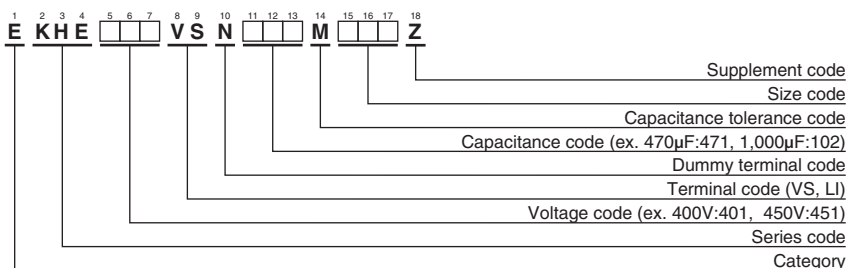 1 2 3 4 5 6 7 8 9 10 11 12 13 14 15 16 17 18
E KHE □□□ VS N □□□ M □□□ Z
Supplement code
Size code
Capacitance tolerance code
Capacitance code (ex. 470µF:471, 1,000µF:102)
Dummy terminal code
Terminal code (VS, LI)
Voltage code (ex. 400V:401, 450V:451)
Series code
Category